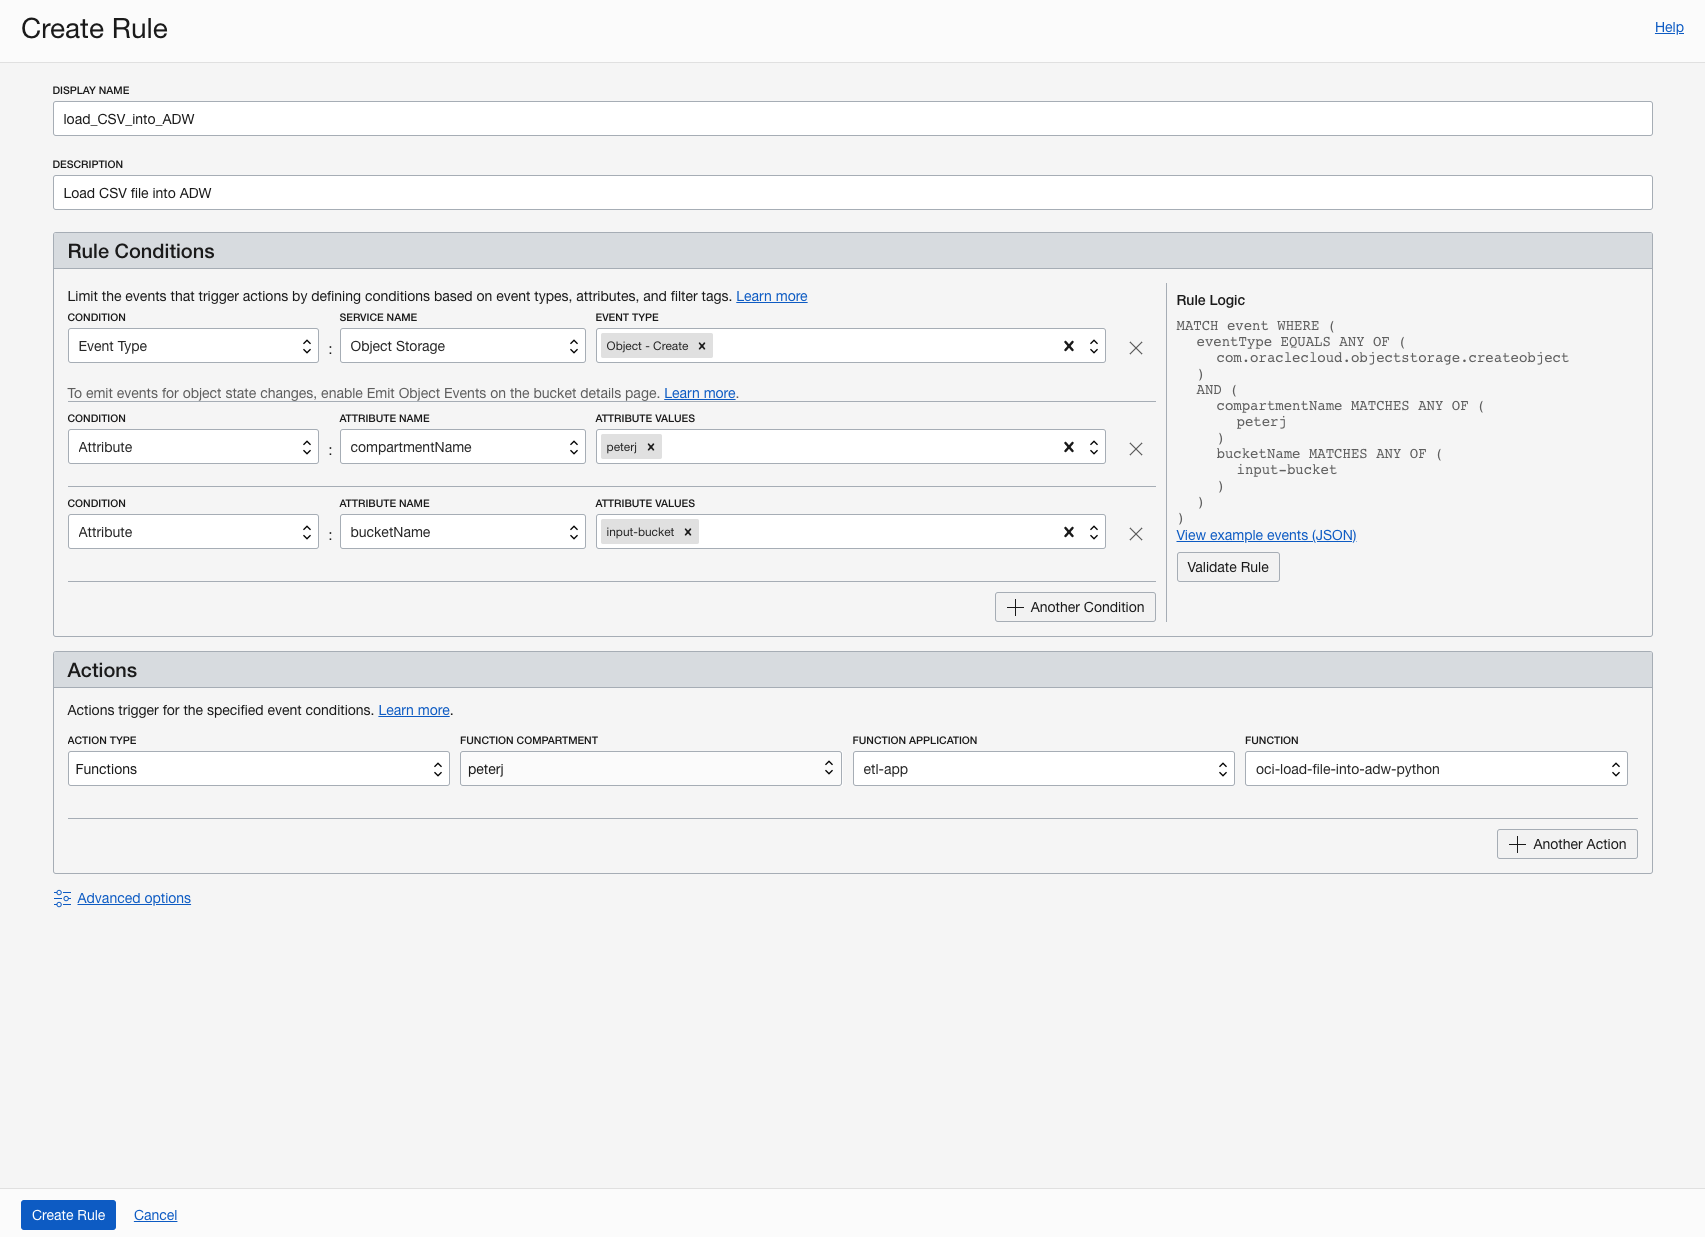 Create Rule
Help
DISPLAY NAME
load_CSV_into_ADW
DESCRIPTION
Load CSV file into ADW
Rule Conditions
Limit the events that trigger actions by defining conditions based on event types, attributes, and filter tags. Learn more
CONDITION SERVICE NAME EVENT TYPE
Event Type : Object Storage Object - Create
To emit events for object state changes, enable Emit Object Events on the bucket details page. Learn more.
CONDITION ATTRIBUTE NAME ATTRIBUTE VALUES
Attribute : compartmentName peterj
CONDITION ATTRIBUTE NAME ATTRIBUTE VALUES
Attribute : bucketName input-bucket
Another Condition
Rule Logic
MATCH event WHERE (
eventType EQUALS ANY OF (
com.oraclecloud.objectstorage.createobject
)
AND (
compartmentName MATCHES ANY OF (
peterj
)
bucketName MATCHES ANY OF (
input-bucket
)
)
)
View example events (JSON)
Validate Rule
Actions
Actions trigger for the specified event conditions. Learn more.
ACTION TYPE FUNCTION COMPARTMENT FUNCTION APPLICATION FUNCTION
Functions peterj etl-app oci-load-file-into-adw-python
Another Action
Advanced options
Create Rule Cancel